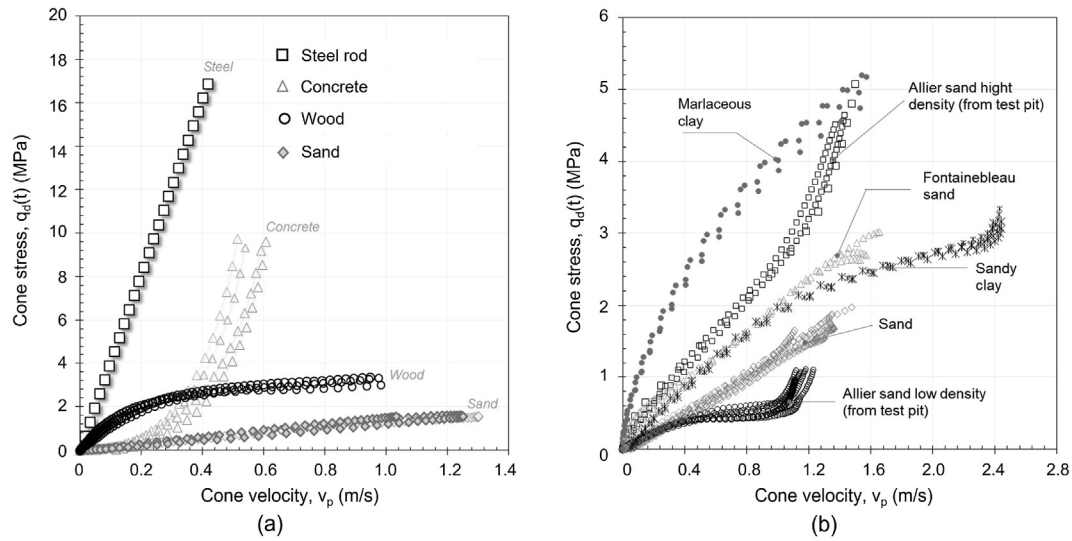 Cone stress, qd(t) (MPa)
20
18
16
14
12
10
8
6
4
2
0
Steel rod
Concrete
Wood
Sand
Steel
Concrete
Wood
Sand
0
0.2
0.4
0.6
0.8
1.0
1.2
1.4
Cone velocity, vp (m/s)
(a)
Cone stress, qd(t) (MPa)
6
5
4
3
2
1
0
Marlaceous
clay
Allier sand hight
density (from test pit)
Fontainebleau
sand
Sandy
clay
Sand
Allier sand low density
(from test pit)
0
0.4
0.8
1.2
1.6
2.0
2.4
2.8
Cone velocity, vp (m/s)
(b)